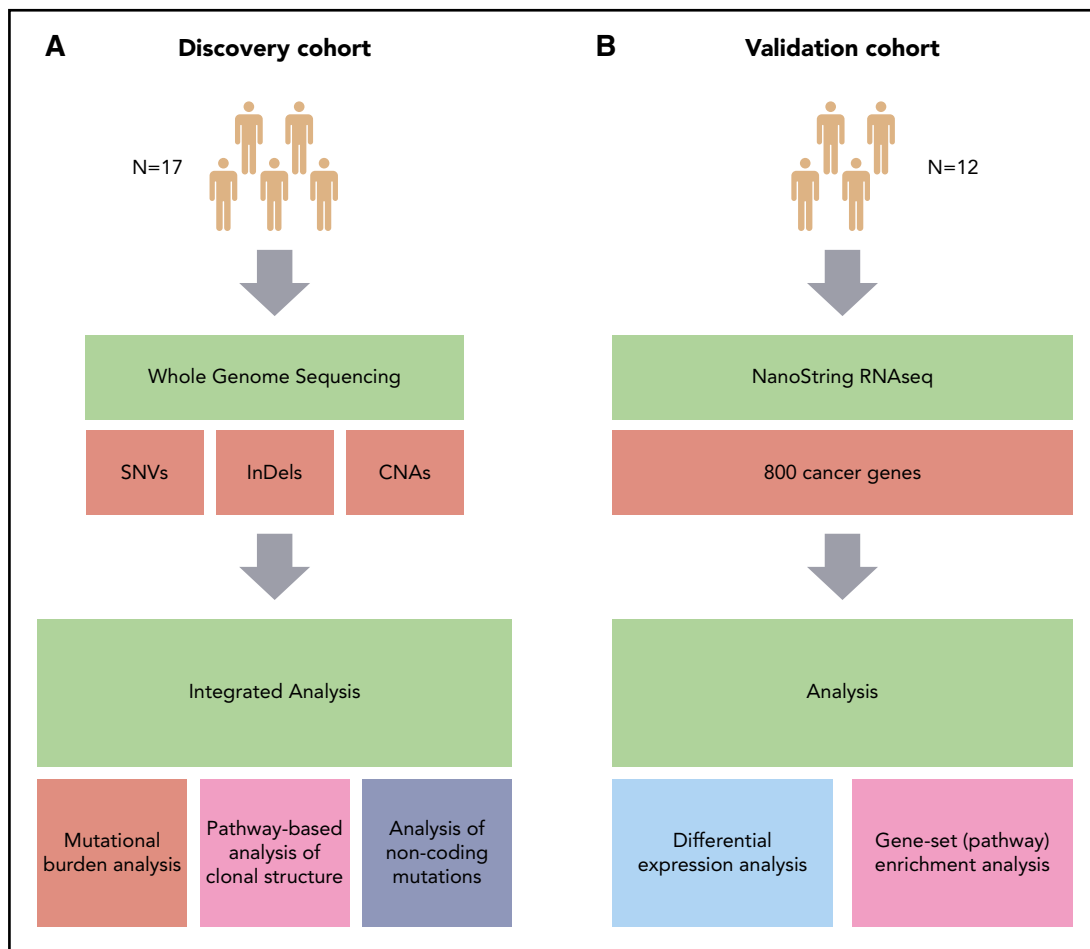 A
Discovery cohort
N=17
Whole Genome Sequencing
SNVs
InDels
CNAs
Integrated Analysis
Mutational
burden analysis
Pathway-based
analysis of
clonal structure
Analysis of
non-coding
mutations
B
Validation cohort
N=12
NanoString RNAseq
800 cancer genes
Analysis
Differential
expression analysis
Gene-set (pathway)
enrichment analysis